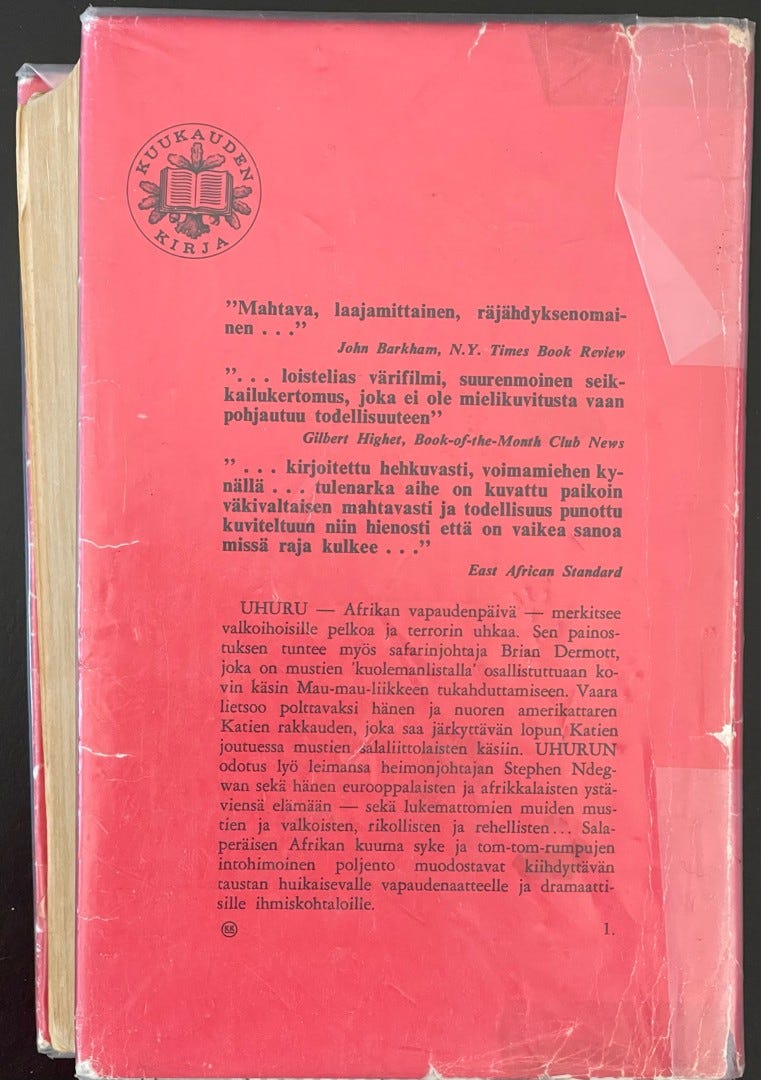 KUUKAUDEN
KIRJA
”Mahtava, laajamittainen, räjähdyksenomai-
nen . . .”
John Barkham, N.Y. Times Book Review
”. . . loistelias värifilmi, suurenmoinen seik-
kailukertomus, joka ei ole mielikuvitusta vaan
pohjautuu todellisuuteen”
Gilbert Highet, Book-of-the-Month Club News
” . . . kirjoitettu hehkuvasti, voimamiehen ky-
nällä . . . tulenarka aihe on kuvattu paikoin
väkivaltaisen mahtavasti ja todellisuus punottu
kuviteltuun niin hienosti että on vaikea sanoa
missä raja kulkee . . .”
East African Standard
UHURU — Afrikan vapaudenpäivä — merkitsee
valkoihoisille pelkoa ja terrorin uhkaa. Sen painos-
tuksen tuntee myös safarinjohtaja Brian Dermott,
joka on mustien 'kuolemanlistalla' osallistuttuaan ko-
vin käsin Mau-mau-liikkeen tukahduttamiseen. Vaara
lietsoo polttavaksi hänen ja nuoren amerikattaren
Katien rakkauden, joka saa järkyttävän lopun Katien
joutuessa mustien salaliittolaisten käsiin. UHURUN
odotus lyö leimansa heimonjohtajan Stephen Ndeg-
wan sekä hänen eurooppalaisten ja afrikkalaisten ystä-
viensä elämään — sekä lukemattomien muiden mus-
tien ja valkoisten, rikollisten ja rehellisten... Sala-
peräisen Afrikan kuuma syke ja tom-tom-rumpujen
intohimoinen poljento muodostavat kiihdyttävän
taustan huikaisevalle vapaudenaatteelle ja dramaatti-
sille ihmiskohtaloille.
KK
1.